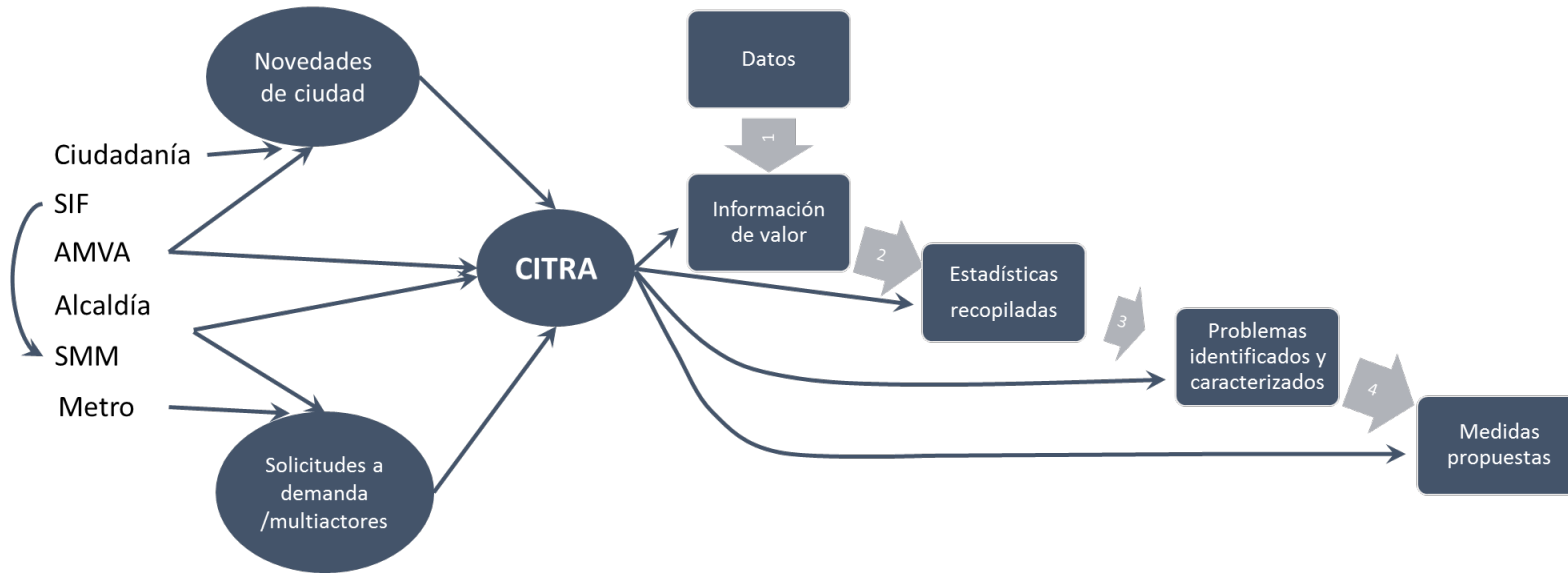 Novedades
de ciudad
Ciudadanía
SIF
AMVA
Alcaldía
SMM
Metro
Solicitudes a
demanda
/multiactores
CITRA
Datos
1
Información
de valor
2
Estadísticas
recopiladas
3
Problemas
identificados y
caracterizados
4
Medidas
propuestas